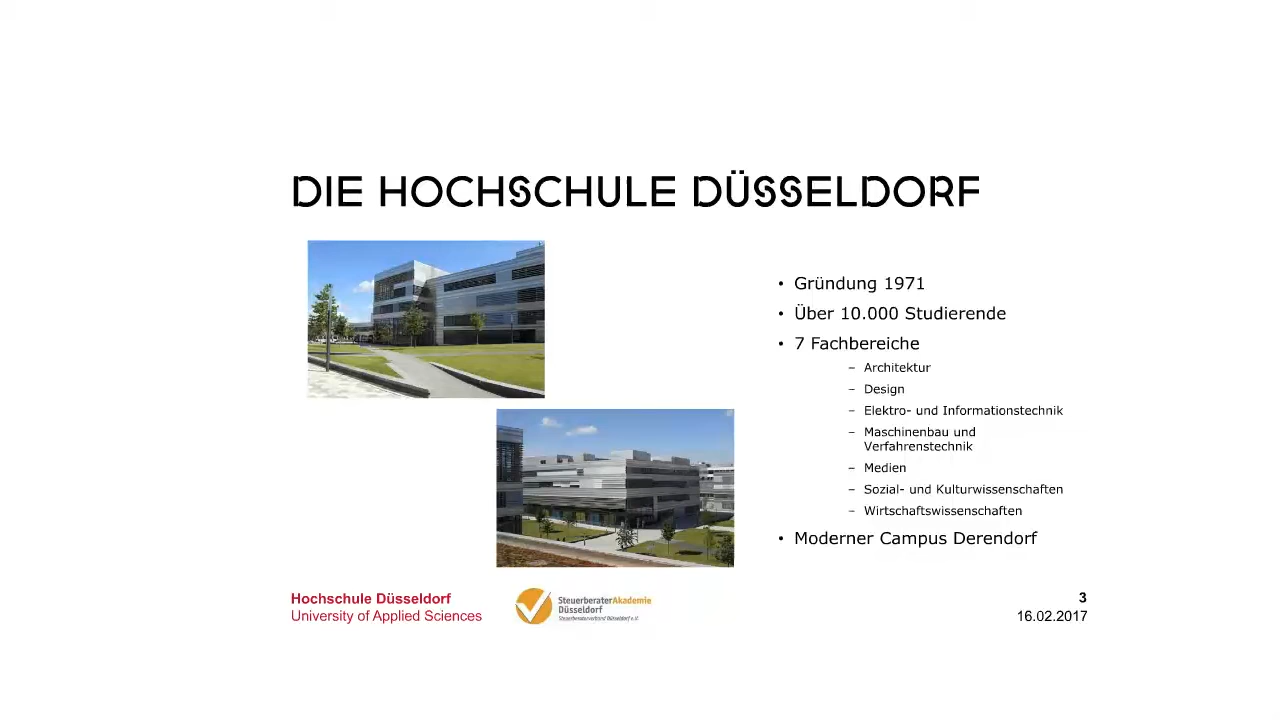 DIE HOCHSCHULE DÜSSELDORF
• Gründung 1971
• Über 10.000 Studierende
• 7 Fachbereiche
– Architektur
– Design
– Elektro- und Informationstechnik
– Maschinenbau und
Verfahrenstechnik
– Medien
– Sozial- und Kulturwissenschaften
– Wirtschaftswissenschaften
• Moderner Campus Derendorf
Hochschule Düsseldorf
University of Applied Sciences
SteuerberaterAkademie
Düsseldorf
Steuerberaterverband Düsseldorf e.V.
3
16.02.2017